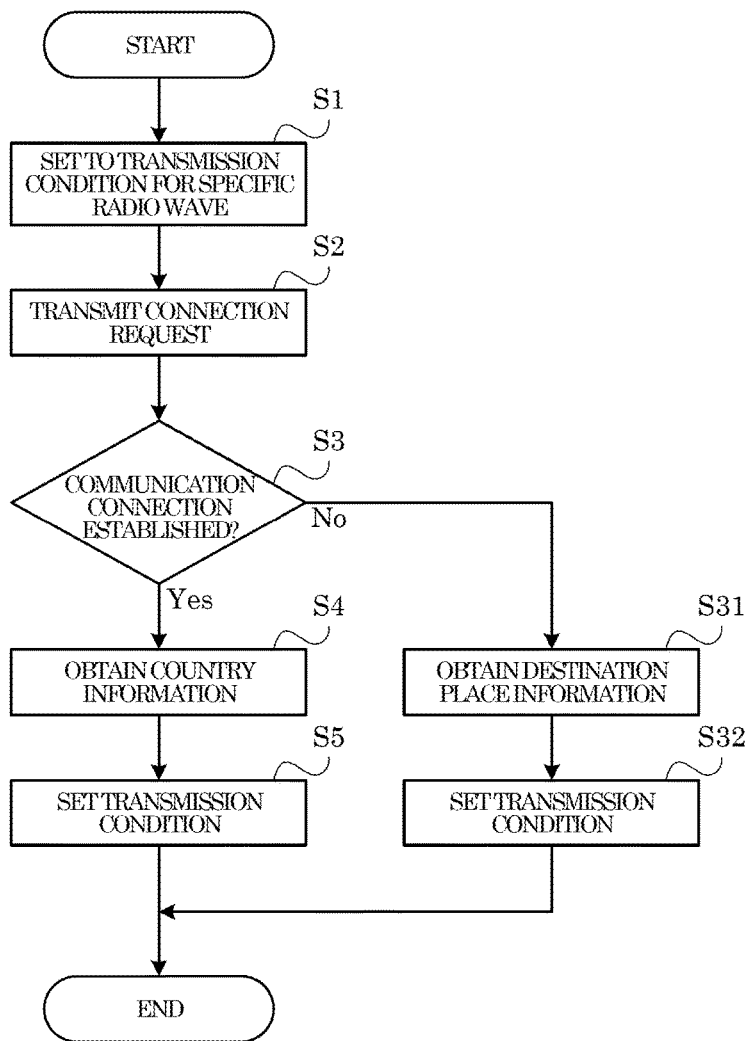 START
S1
SET TO TRANSMISSION
CONDITION FOR SPECIFIC
RADIO WAVE
S2
TRANSMIT CONNECTION
REQUEST
S3
COMMUNICATION
CONNECTION
ESTABLISHED?
No
Yes
S4
OBTAIN COUNTRY
INFORMATION
S31
OBTAIN DESTINATION
PLACE INFORMATION
S5
SET TRANSMISSION
CONDITION
S32
SET TRANSMISSION
CONDITION
END